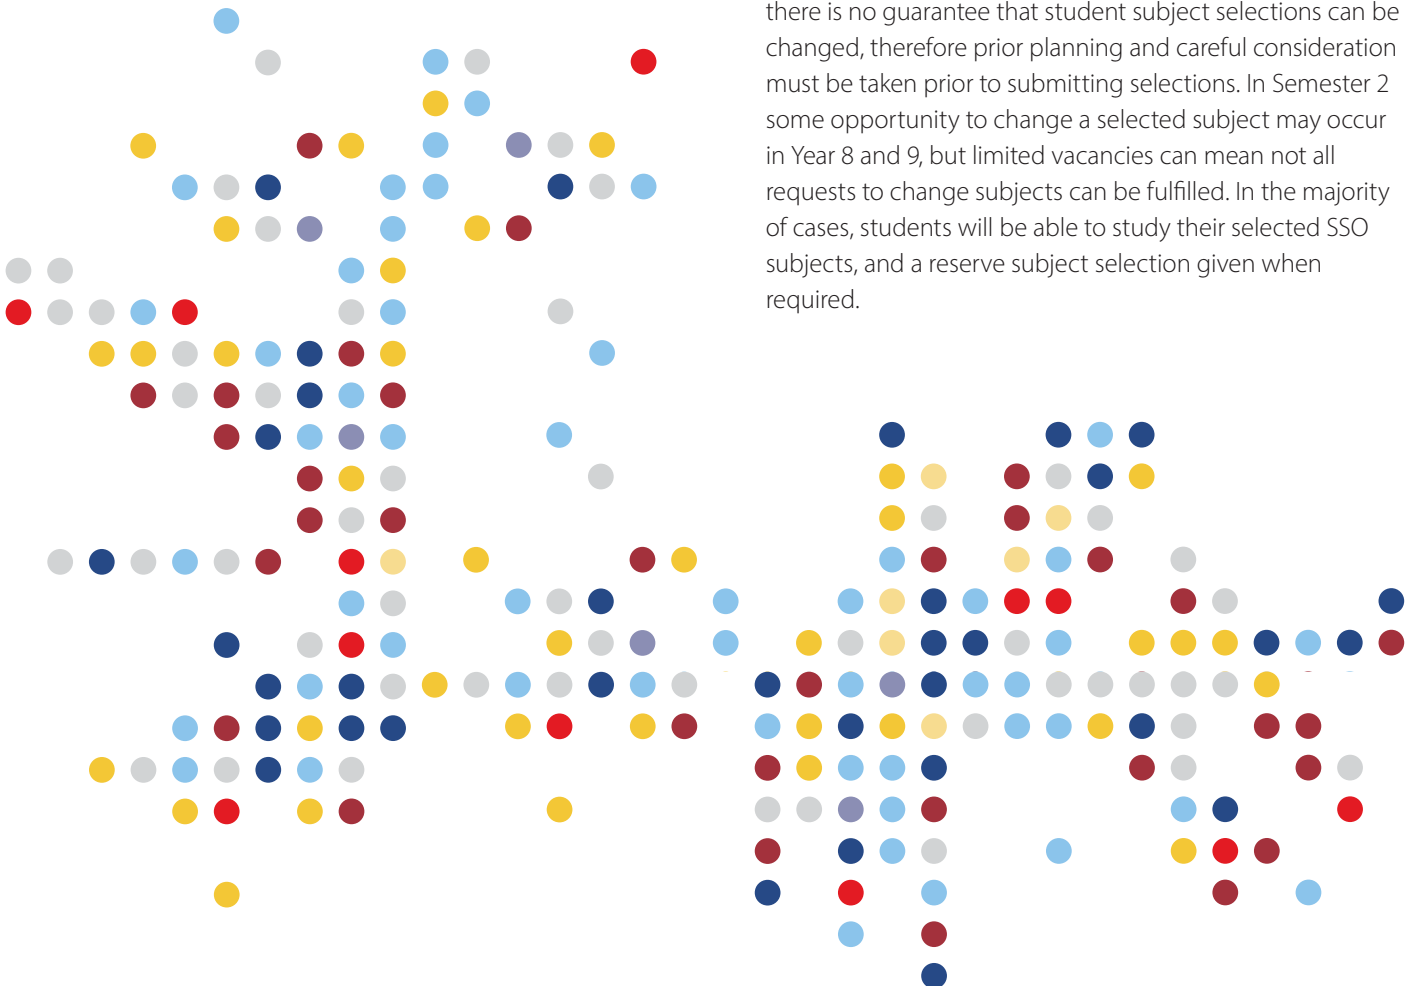 there is no guarantee that student subject selections can be
changed, therefore prior planning and careful consideration
must be taken prior to submitting selections. In Semester 2
some opportunity to change a selected subject may occur
in Year 8 and 9, but limited vacancies can mean not all
requests to change subjects can be fulfilled. In the majority
of cases, students will be able to study their selected SSO
subjects, and a reserve subject selection given when
required.